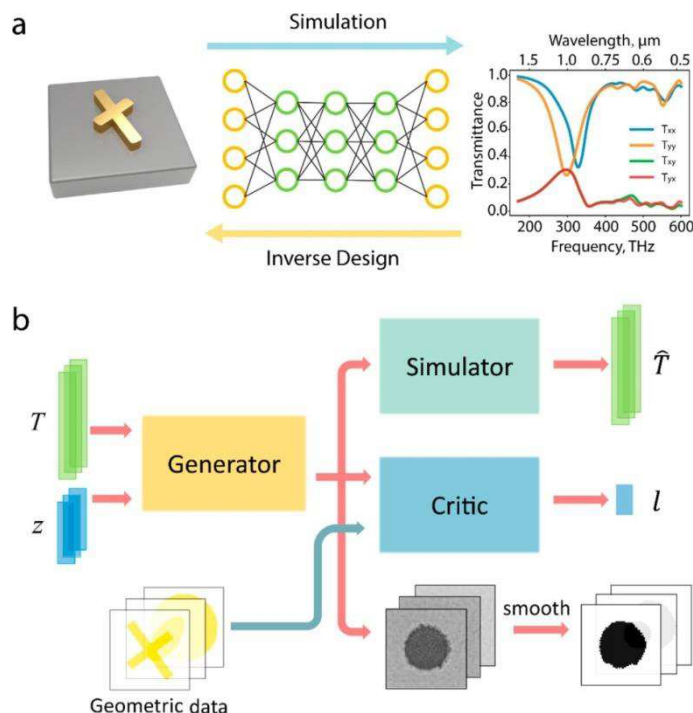 a
Simulation
Inverse Design
Wavelength, μm
1.5 1.0 0.75 0.6 0.5
Transmittance
1.0
0.8
0.6
0.4
0.2
0.0
Txx
Tyy
Txy
Tyx
200 300 400 500 600
Frequency, THz
b
T
z
Generator
Simulator
T̂
Critic
l
Geometric data
smooth